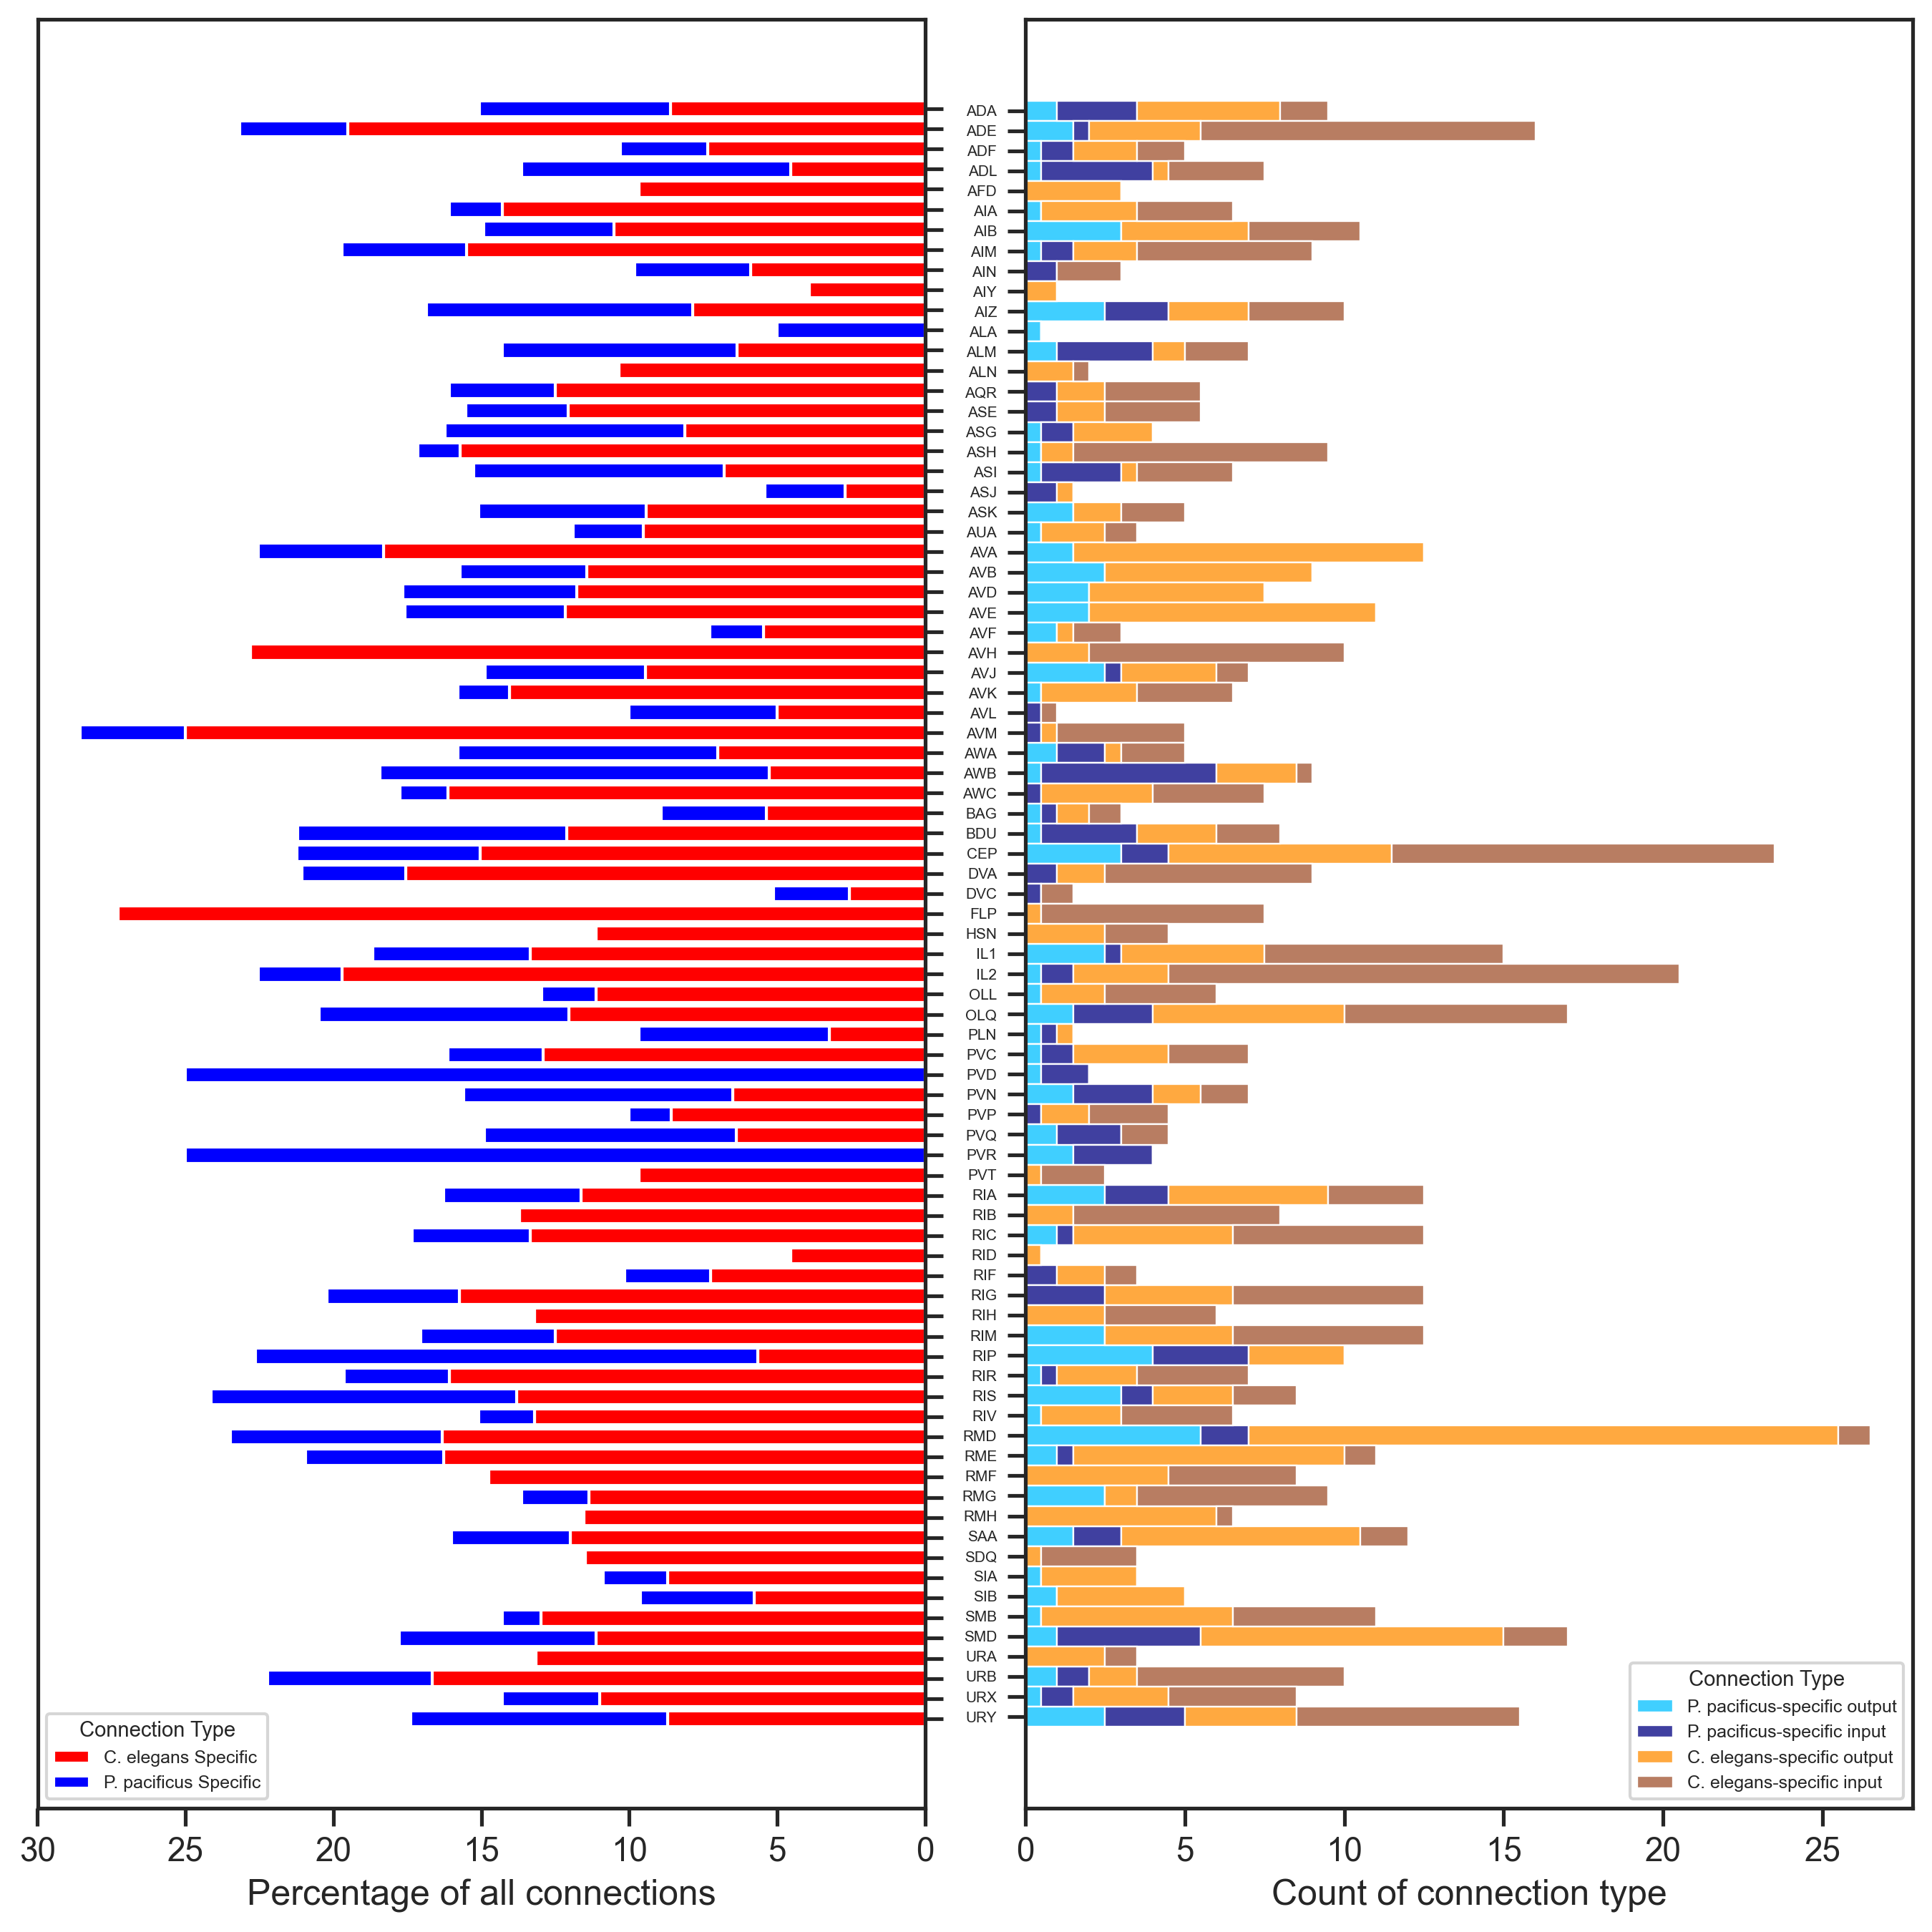 ADA
ADE
ADF
ADL
AFD
AIA
AIB
AIM
AIN
AIY
AIZ
ALA
ALM
ALN
AQR
ASE
ASG
ASH
ASI
ASJ
ASK
AUA
AVA
AVB
AVD
AVE
AVF
AVH
AVJ
AVK
AVL
AVM
AWA
AWB
AWC
BAG
BDU
CEP
DVA
DVC
FLP
HSN
IL1
IL2
OLL
OLQ
PLN
PVC
PVD
PVN
PVP
PVQ
PVR
PVT
RIA
RIB
RIC
RID
RIF
RIG
RIH
RIM
RIP
RIR
RIS
RIV
RMD
RME
RMF
RMG
RMH
SAA
SDQ
SIA
SIB
SMB
SMD
URA
URB
URX
URY
Connection Type
C. elegans Specific
P. pacificus Specific
30 25 20 15 10 5 0
Percentage of all connections
Connection Type
P. pacificus-specific output
P. pacificus-specific input
C. elegans-specific output
C. elegans-specific input
0 5 10 15 20 25
Count of connection type